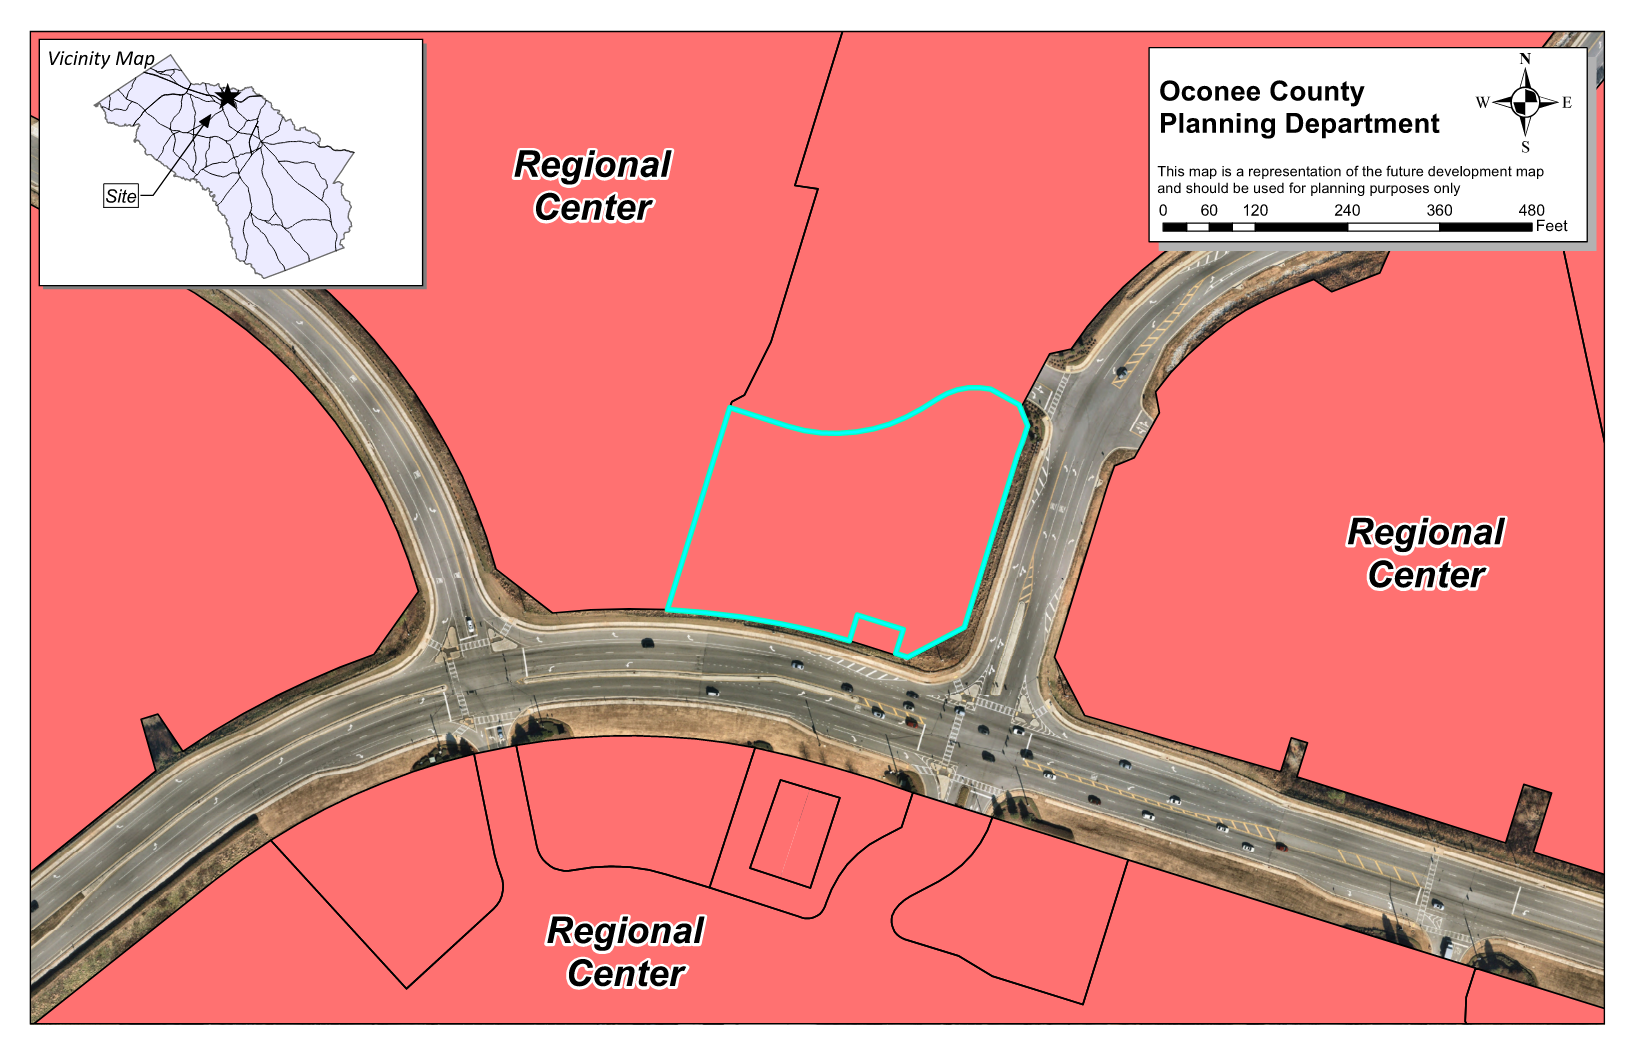 Vicinity Map
Site
Regional
Center
Oconee County
Planning Department
N
W
E
S
This map is a representation of the future development map
and should be used for planning purposes only
0 60 120 240 360 480
Feet
Regional
Center
Regional
Center